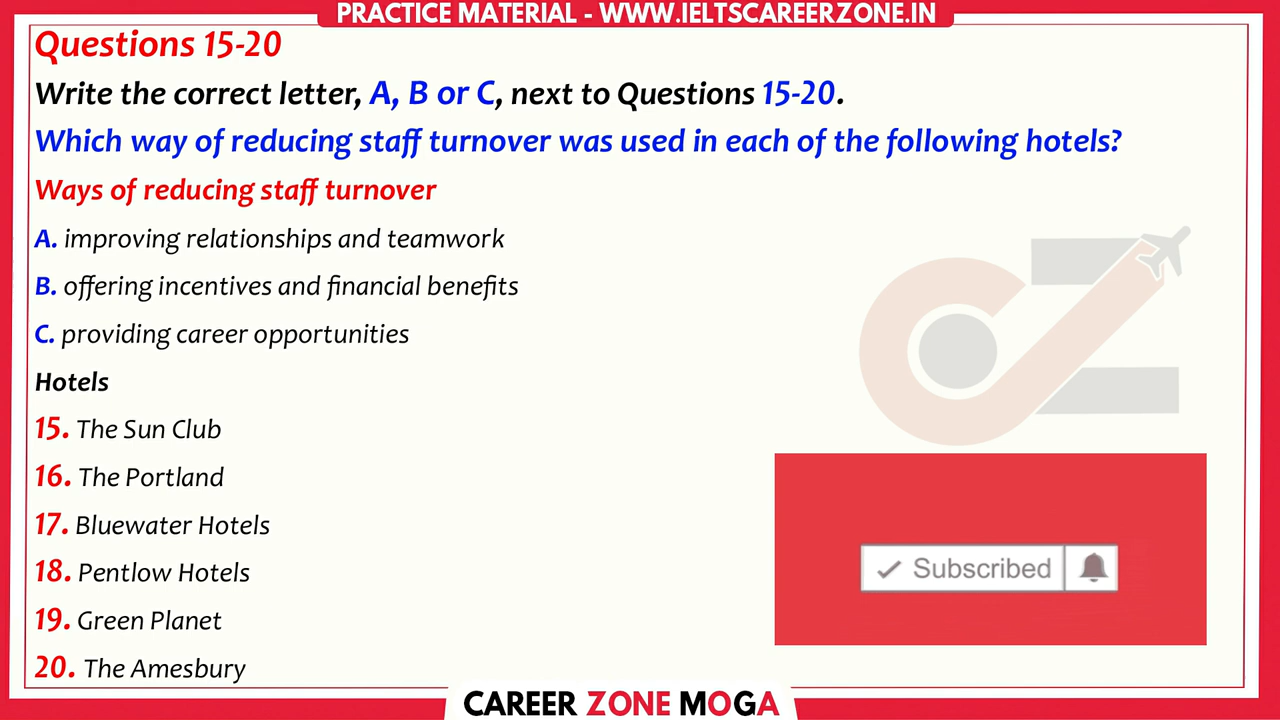 PRACTICE MATERIAL - WWW.IELTSCAREERZONE.IN
Questions 15-20
Write the correct letter, A, B or C, next to Questions 15-20.
Which way of reducing staff turnover was used in each of the following hotels?
Ways of reducing staff turnover
A. improving relationships and teamwork
B. offering incentives and financial benefits
C. providing career opportunities
Hotels
15. The Sun Club
16. The Portland
17. Bluewater Hotels
18. Pentlow Hotels
19. Green Planet
20. The Amesbury
Subscribed
CAREER ZONE MOGA